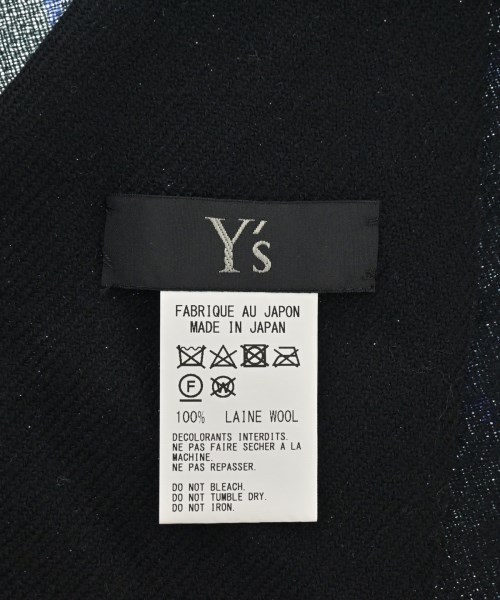 Y's
FABRIQUE AU JAPON
MADE IN JAPAN
F W
100% LAINE WOOL
DECOLORANTS INTERDITS.
NE PAS FAIRE SECHER A LA
MACHINE.
NE PAS REPASSER.
DO NOT BLEACH.
DO NOT TUMBLE DRY.
DO NOT IRON.